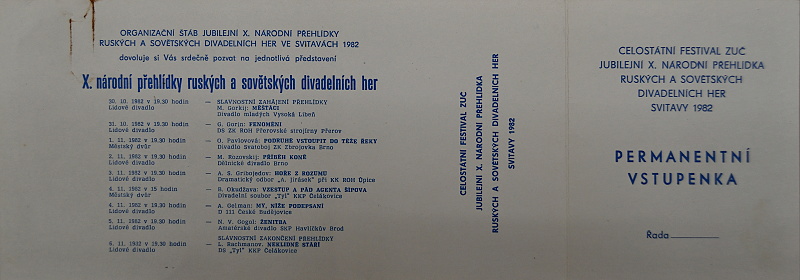 ORGANIZAČNÍ STÁB JUBILEJNÍ X. NÁRODNÍ PŘEHLÍDKY
RUSKÝCH A SOVĚTSKÝCH DIVADELNÍCH HER VE SVITAVÁCH 1982
dovoluje si Vás srdečně pozvat na jednotlivá představení
X. národní přehlídky ruských a sovětských divadelních her
30. 10. 1982 v 19.30 hodin — SLAVNOSTNÍ ZAHÁJENÍ PŘEHLÍDKY
Lidové divadlo M. Gorkij: MĚŠŤÁCI
Divadlo mladých Vysoká Libeň
31. 10. 1982 v 19.30 hodin — G. Gorin: FENOMÉNI
Lidové divadlo DS ZK ROH Přerovské strojírny Přerov
1. 11. 1982 v 19.30 hodin — O. Pavlovová: PODRUHÉ VSTOUPIT DO TÉŽE ŘEKY
Městský dvůr Divadlo Svatoboj ZK Zbrojovka Brno
2. 11. 1982 v 19.30 hodin — M. Rozovskij: PŘÍBĚH KONĚ
Lidové divadlo Dělnické divadlo Brno
3. 11. 1982 v 19.30 hodin — A. S. Gribojedov: HOŘE Z ROZUMU
Lidové divadlo Dramatický odbor „A. Jirásek" při KK ROH Úpice
4. 11. 1982 v 15 hodin — B. Okudžava: VZESTUP A PÁD AGENTA ŠIPOVA
Městský dvůr Divadelní soubor „Tyl" KKP Čelákovice
4. 11. 1982 v 19.30 hodin — A. Gelman: MY, NÍŽE PODEPSANÍ
Lidové divadlo D 111 České Budějovice
5. 11. 1982 v 19.30 hodin — N. V. Gogol: ŽENITBA
Lidové divadlo Amatérské divadlo SKP Havlíčkův Brod
SLAVNOSTNÍ ZAKONČENÍ PŘEHLÍDKY
6. 11. 1982 v 19.30 hodin — L. Rachmanov: NEKLIDNÉ STÁŘÍ
Lidové divadlo DS „Tyl" KKP Čelákovice
CELOSTÁTNÍ FESTIVAL ZUČ
JUBILEJNÍ X. NÁRODNÍ PŘEHLÍDKA
RUSKÝCH A SOVĚTSKÝCH DIVADELNÍCH HER
SVITAVY 1982
CELOSTÁTNÍ FESTIVAL ZUČ
JUBILEJNÍ X. NÁRODNÍ PŘEHLÍDKA
RUSKÝCH A SOVĚTSKÝCH
DIVADELNÍCH HER
SVITAVY 1982
PERMANENTNÍ
VSTUPENKA
Řada